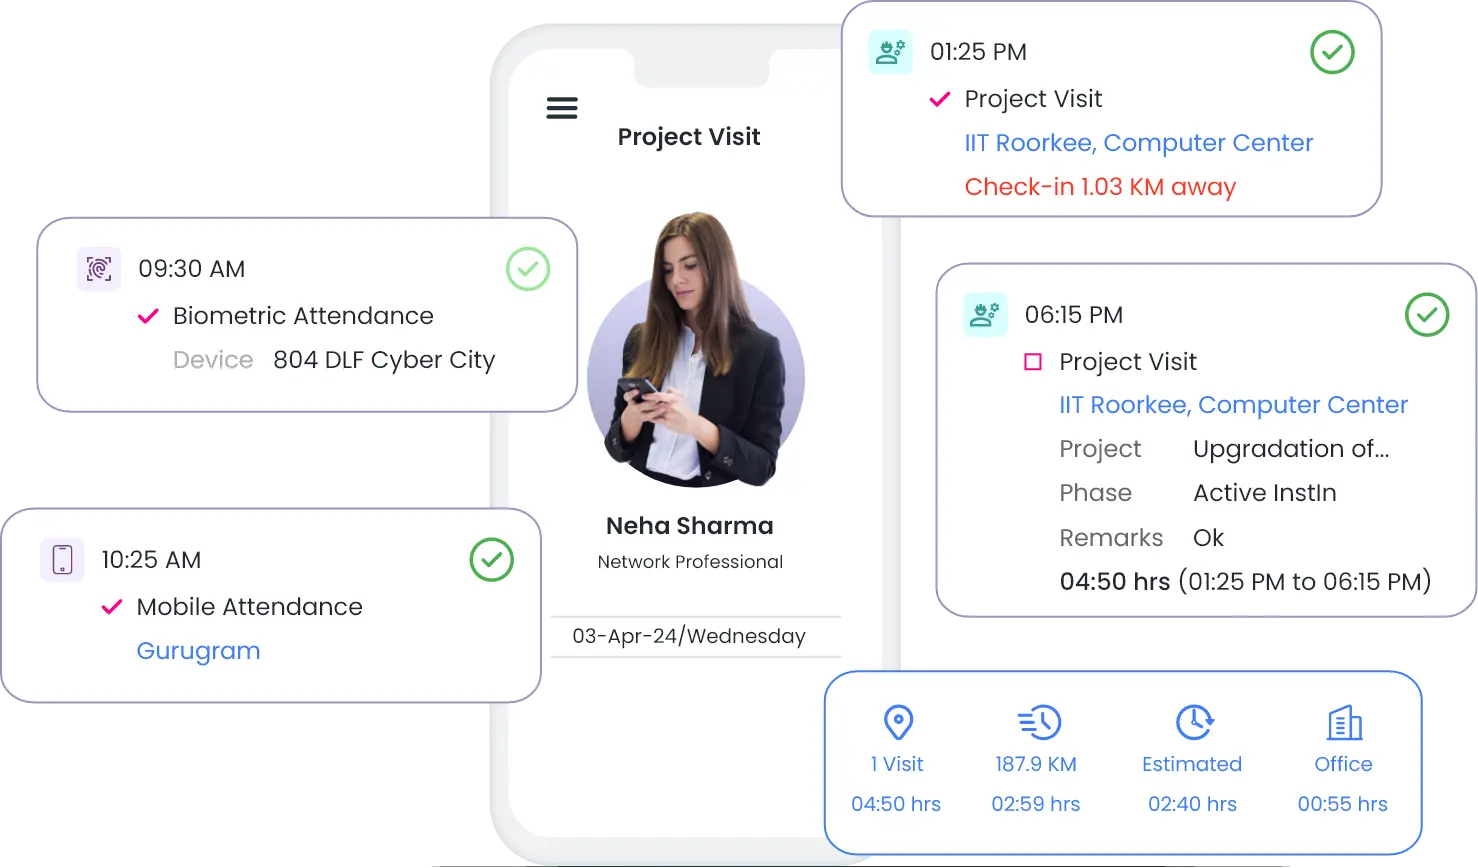 Project Visit
09:30 AM
Biometric Attendance
Device 804 DLF Cyber City
10:25 AM
Mobile Attendance
Gurugram
Neha Sharma
Network Professional
03-Apr-24/Wednesday
01:25 PM
Project Visit
IIT Roorkee, Computer Center
Check-in 1.03 KM away
06:15 PM
Project Visit
IIT Roorkee, Computer Center
Project Upgradation of...
Phase Active InstIn
Remarks Ok
04:50 hrs (01:25 PM to 06:15 PM)
1 Visit 187.9 KM Estimated Office
04:50 hrs 02:59 hrs 02:40 hrs 00:55 hrs